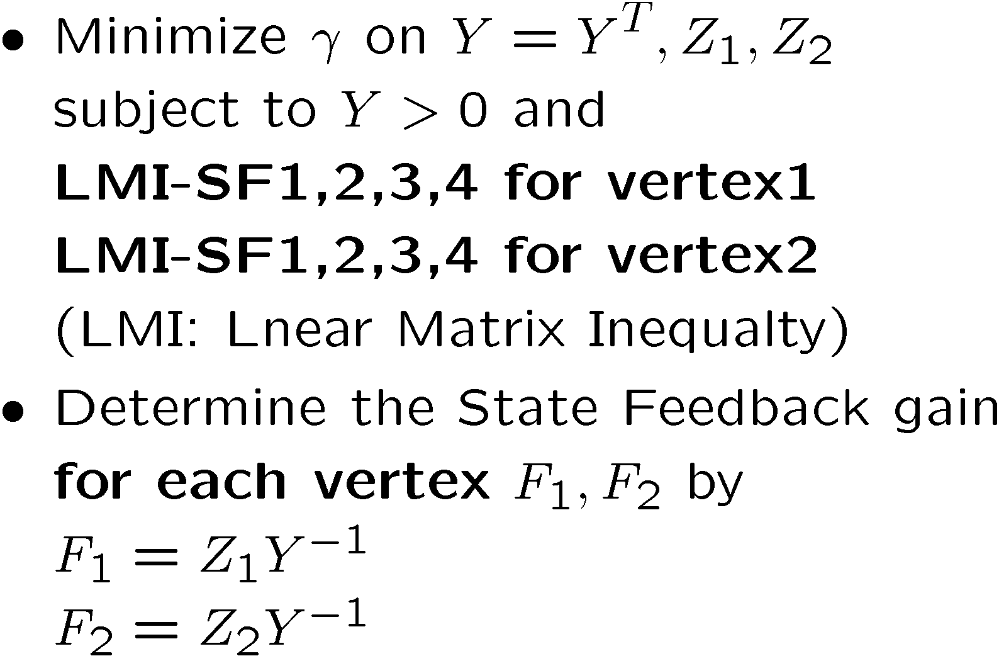 • Minimize γ on Y = Y^T, Z_1, Z_2
subject to Y > 0 and
LMI-SF1,2,3,4 for vertex1
LMI-SF1,2,3,4 for vertex2
(LMI: Lnear Matrix Inequalty)
• Determine the State Feedback gain
for each vertex F_1, F_2 by
F_1 = Z_1 Y^{-1}
F_2 = Z_2 Y^{-1}